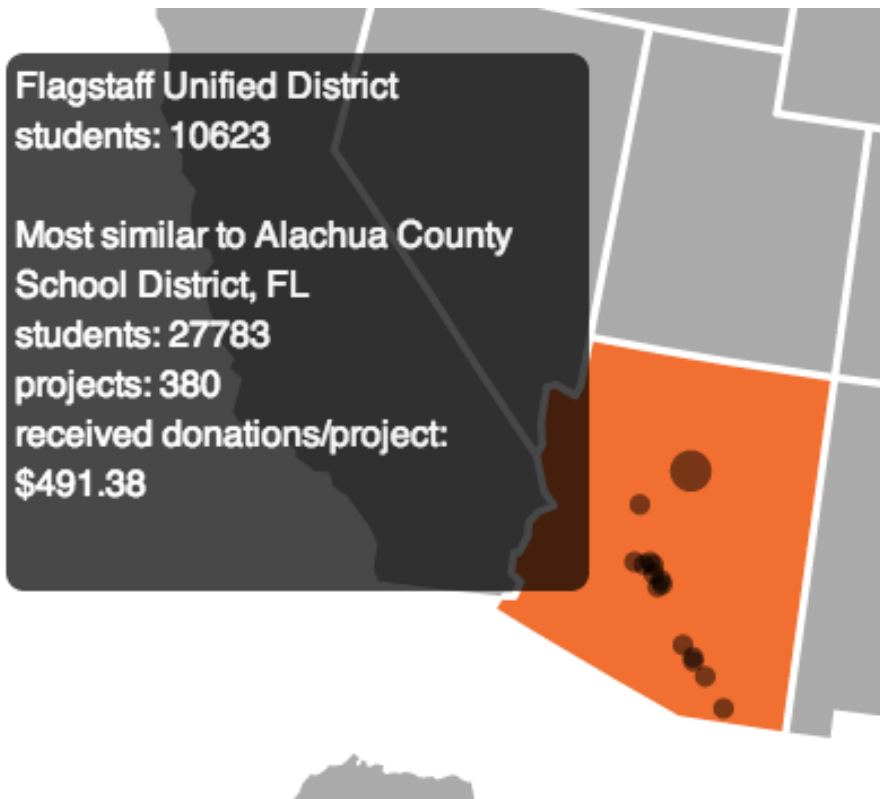 Flagstaff Unified District
students: 10623
Most similar to Alachua County
School District, FL
students: 27783
projects: 380
received donations/project:
$491.38